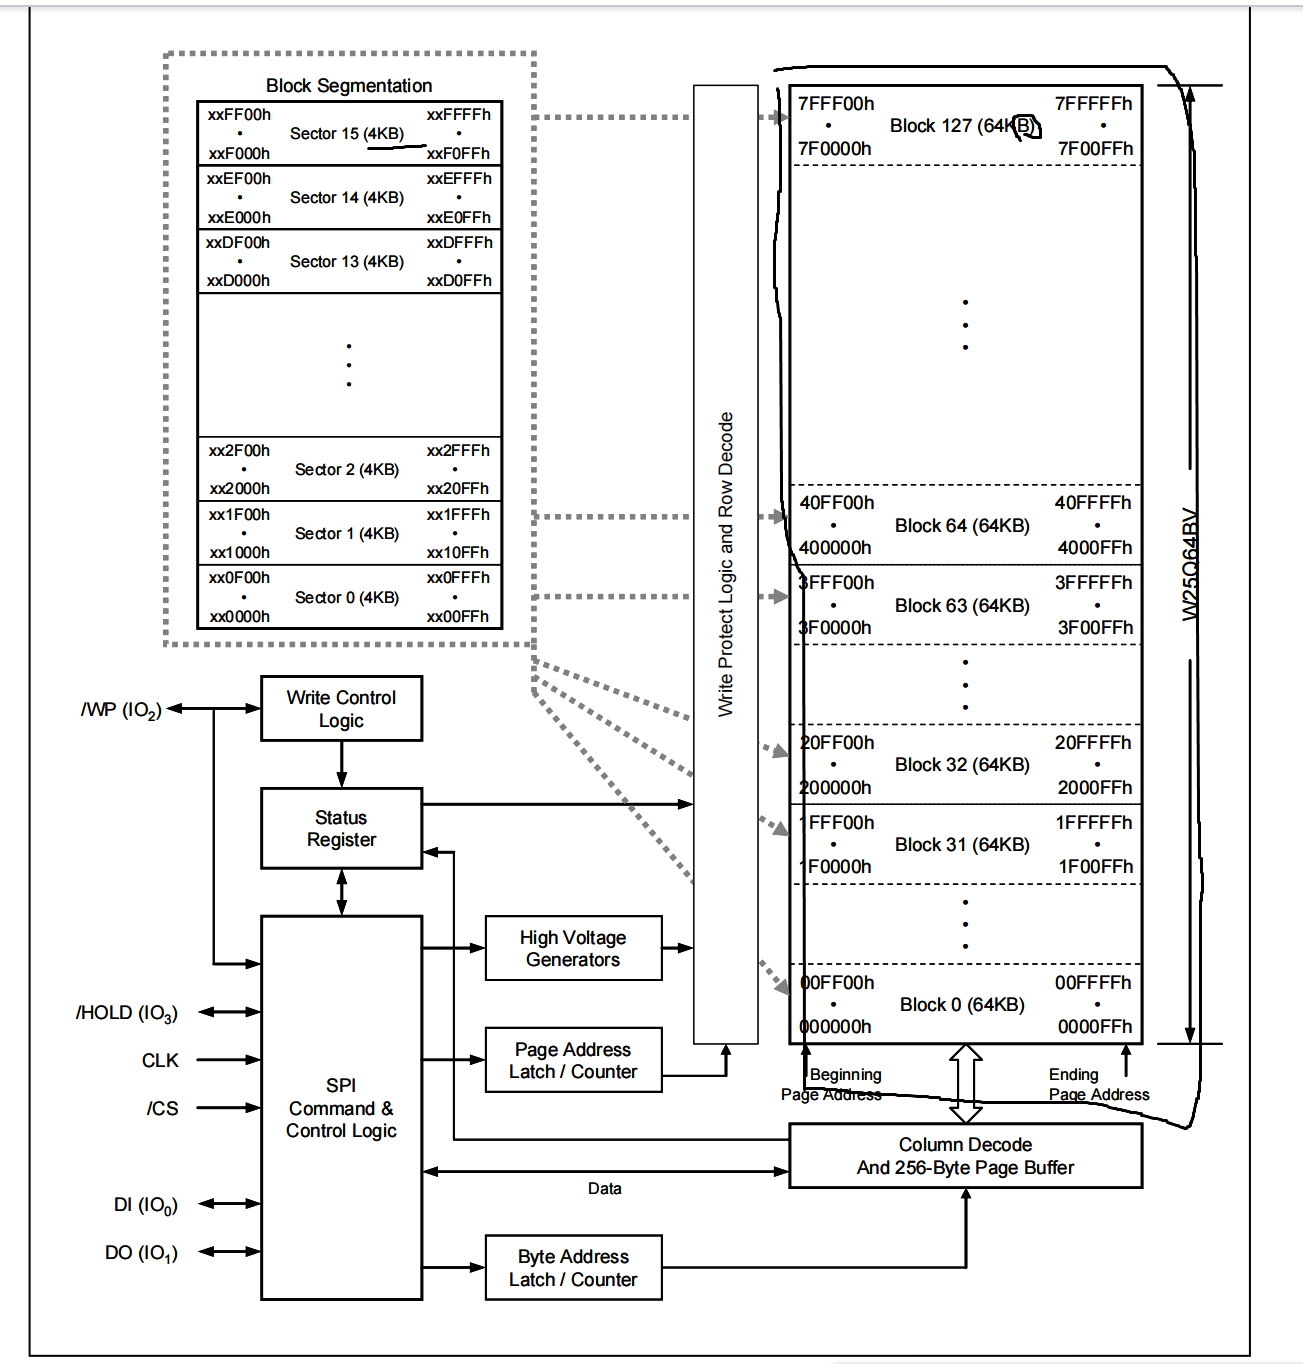 Block Segmentation
xxFF00h xxFFFFh
• Sector 15 (4KB) •
xxF000h xxF0FFh
xxEF00h xxEFFFh
• Sector 14 (4KB) •
xxE000h xxE0FFh
xxDF00h xxDFFFh
• Sector 13 (4KB) •
xxD000h xxD0FFh
xx2F00h xx2FFFh
• Sector 2 (4KB) •
xx2000h xx20FFh
xx1F00h xx1FFFh
• Sector 1 (4KB) •
xx1000h xx10FFh
xx0F00h xx0FFFh
• Sector 0 (4KB) •
xx0000h xx00FFh
Write Protect Logic and Row Decode
7FFF00h 7FFFFFh
• Block 127 (64KB) •
7F0000h 7F00FFh
40FF00h 40FFFFh
• Block 64 (64KB) •
400000h 4000FFh
3FFF00h 3FFFFFh
• Block 63 (64KB) •
3F0000h 3F00FFh
20FF00h 20FFFFh
• Block 32 (64KB) •
200000h 2000FFh
1FFF00h 1FFFFFh
• Block 31 (64KB) •
1F0000h 1F00FFh
00FF00h 00FFFFh
• Block 0 (64KB) •
000000h 0000FFh
W25Q64BV
Beginning
Page Address
Ending
Page Address
/WP (IO2)
Write Control
Logic
Status
Register
High Voltage
Generators
/HOLD (IO3)
CLK
/CS
DI (IO0)
DO (IO1)
SPI
Command &
Control Logic
Page Address
Latch / Counter
Column Decode
And 256-Byte Page Buffer
Data
Byte Address
Latch / Counter